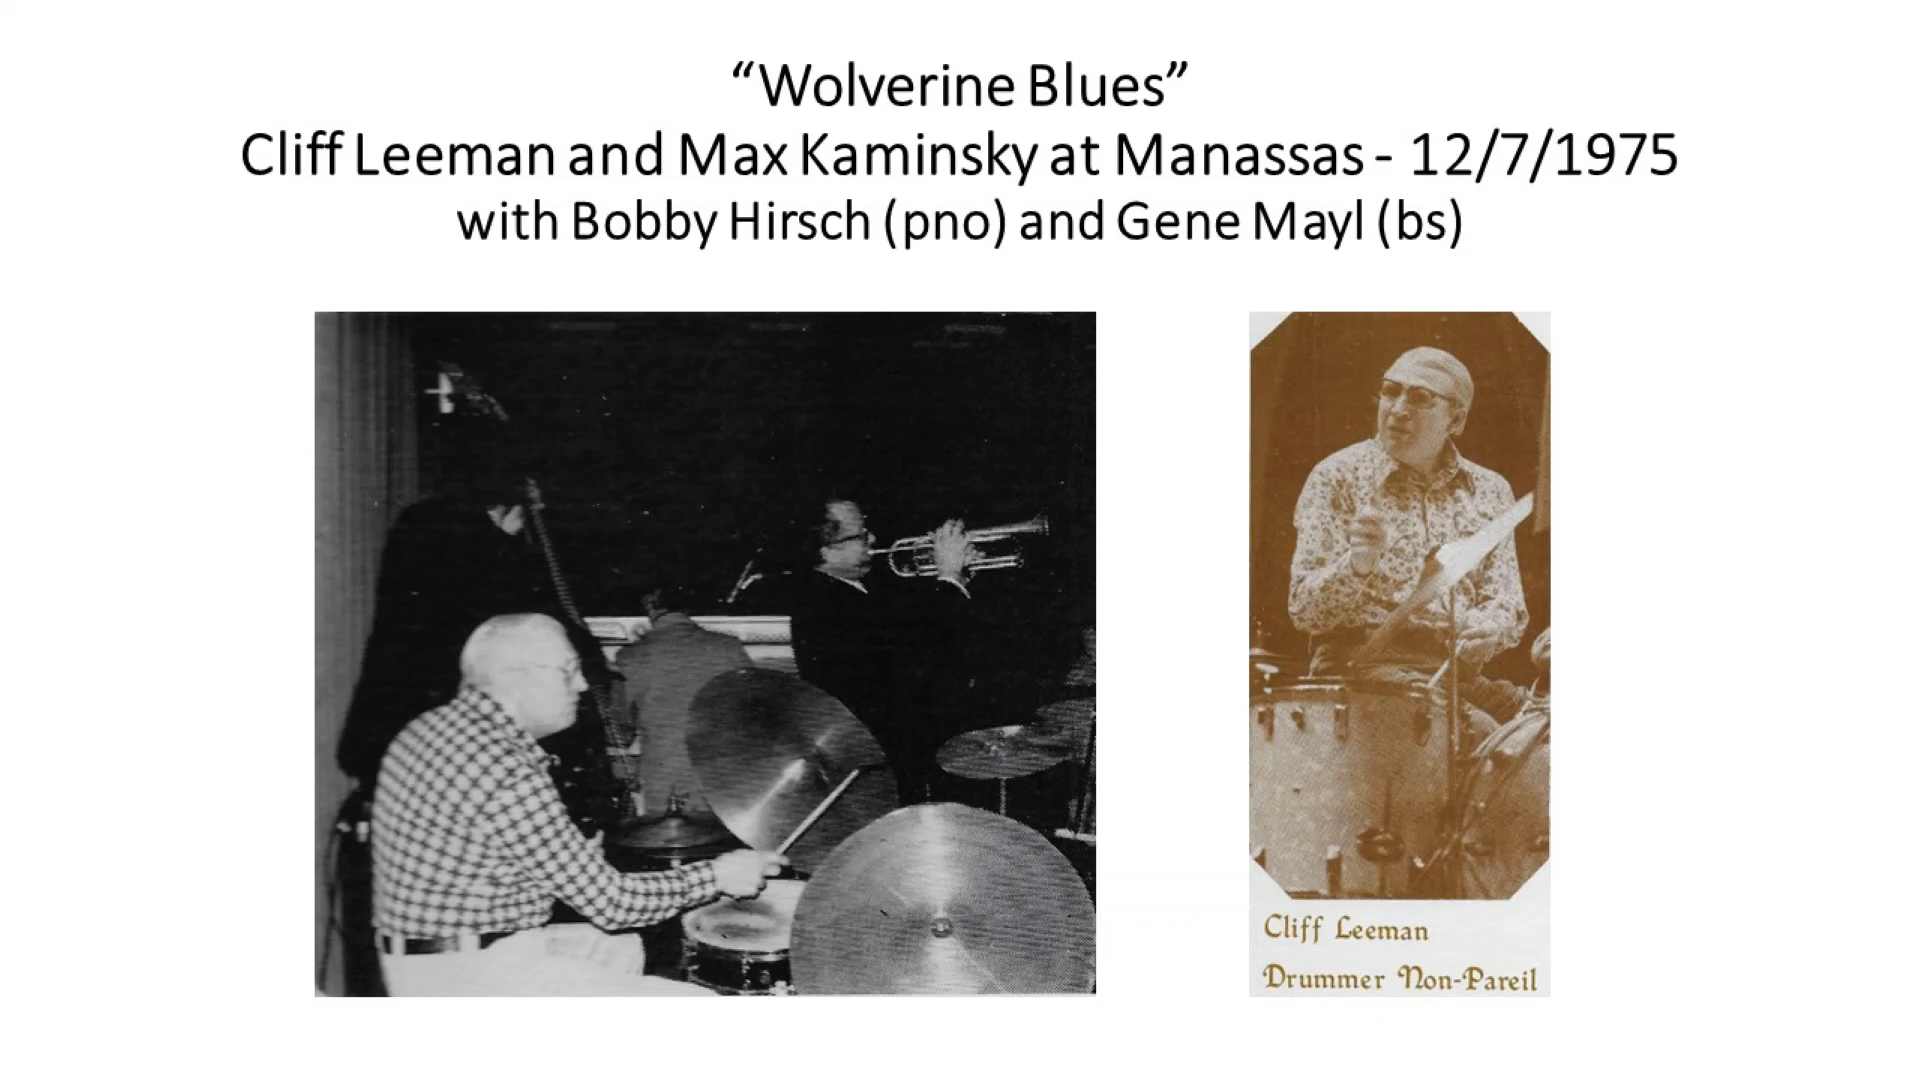 “Wolverine Blues”
Cliff Leeman and Max Kaminsky at Manassas - 12/7/1975
with Bobby Hirsch (pno) and Gene Mayl (bs)
Cliff Leeman
Drummer Non-Pareil